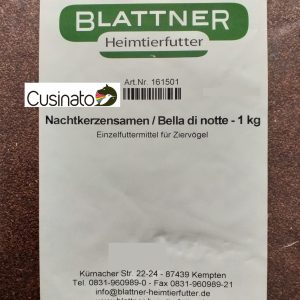 BLATTNER
Heimtierfutter
Art.Nr. 161501
Cusinato
Nachtkerzensamen / Bella di notte - 1 kg
Einzelfuttermittel für Ziervögel
Kürnacher Str. 22-24 - 87439 Kempten
Tel. 0831-960989-0 - Fax 0831-960989-21
info@blattner-heimtierfutter.de